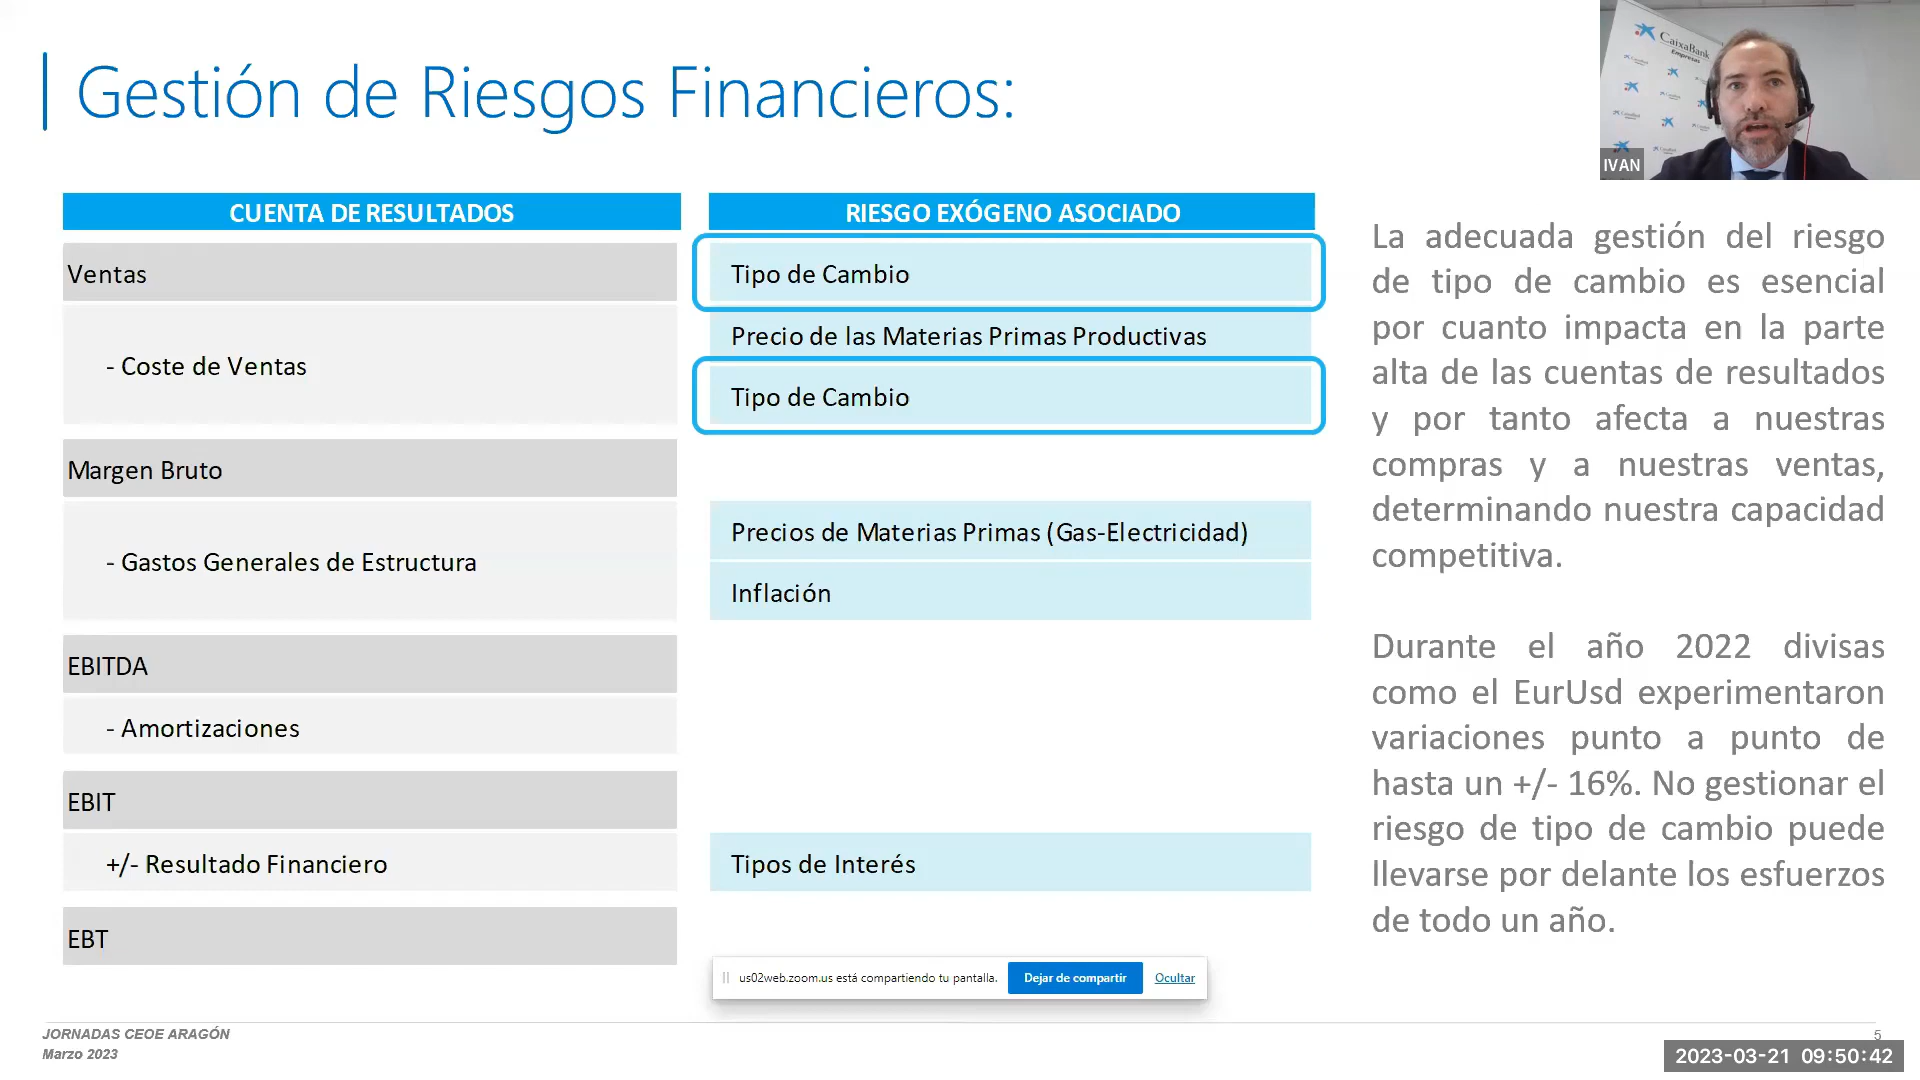 Gestión de Riesgos Financieros:
CaixaBank
Empresas
IVAN
CUENTA DE RESULTADOS
RIESGO EXÓGENO ASOCIADO
Ventas
Tipo de Cambio
- Coste de Ventas
Precio de las Materias Primas Productivas
Tipo de Cambio
Margen Bruto
- Gastos Generales de Estructura
Precios de Materias Primas (Gas-Electricidad)
Inflación
EBITDA
- Amortizaciones
EBIT
+/- Resultado Financiero
Tipos de Interés
EBT
La adecuada gestión del riesgo
de tipo de cambio es esencial
por cuanto impacta en la parte
alta de las cuentas de resultados
y por tanto afecta a nuestras
compras y a nuestras ventas,
determinando nuestra capacidad
competitiva.
Durante el año 2022 divisas
como el EurUsd experimentaron
variaciones punto a punto de
hasta un +/- 16%. No gestionar el
riesgo de tipo de cambio puede
llevarse por delante los esfuerzos
de todo un año.
us02web.zoom.us está compartiendo tu pantalla.
Dejar de compartir
Ocultar
JORNADAS CEOE ARAGÓN
Marzo 2023
5
2023-03-21 09:50:42